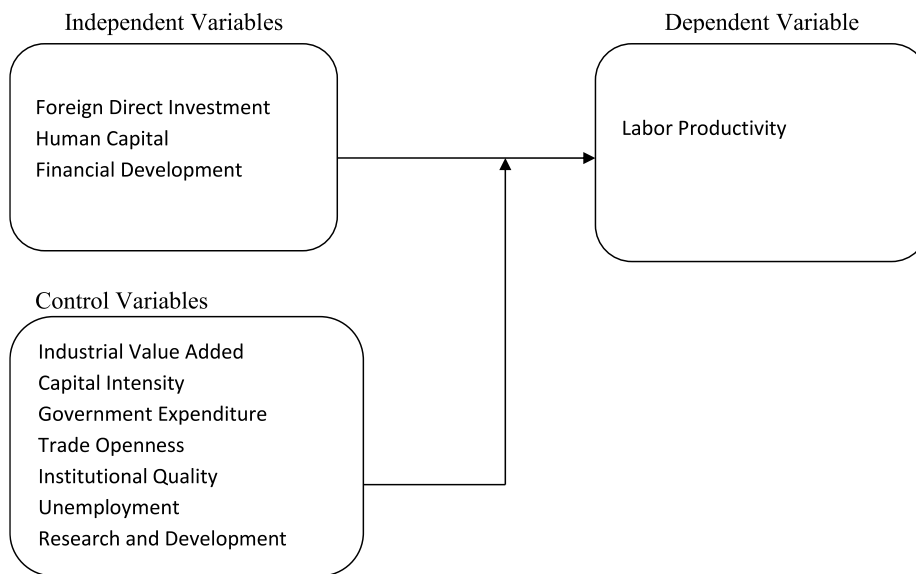 Independent Variables
Foreign Direct Investment
Human Capital
Financial Development
Dependent Variable
Labor Productivity
Control Variables
Industrial Value Added
Capital Intensity
Government Expenditure
Trade Openness
Institutional Quality
Unemployment
Research and Development